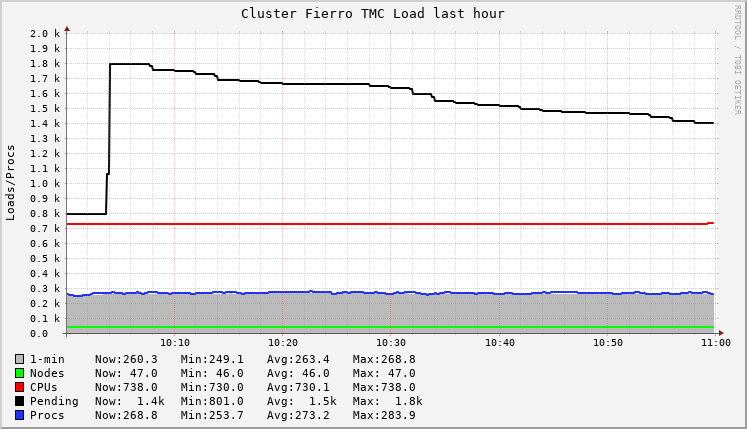 Cluster Fierro TMC Load last hour
RRDTOOL / TOBI OETIKER
Loads/Procs
2.0 k
1.9 k
1.8 k
1.7 k
1.6 k
1.5 k
1.4 k
1.3 k
1.2 k
1.1 k
1.0 k
0.9 k
0.8 k
0.7 k
0.6 k
0.5 k
0.4 k
0.3 k
0.2 k
0.1 k
0.0
10:10 10:20 10:30 10:40 10:50 11:00
1-min Now:260.3 Min:249.1 Avg:263.4 Max:268.8
Nodes Now: 47.0 Min: 46.0 Avg: 46.0 Max: 47.0
CPUs Now:738.0 Min:730.0 Avg:730.1 Max:738.0
Pending Now: 1.4k Min:801.0 Avg: 1.5k Max: 1.8k
Procs Now:268.8 Min:253.7 Avg:273.2 Max:283.9